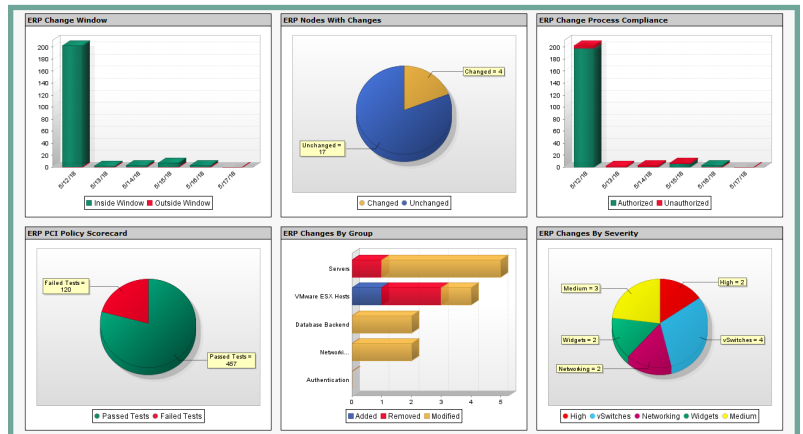 ERP Change Window
200
180
160
140
120
100
80
60
40
20
0
5/12/18
5/13/18
5/14/18
5/15/18
5/16/18
5/17/18
Inside Window
Outside Window
ERP Nodes With Changes
Changed = 4
Unchanged =
17
Changed
Unchanged
ERP Change Process Compliance
200
180
160
140
120
100
80
60
40
20
0
5/12/18
5/13/18
5/14/18
5/15/18
5/16/18
5/17/18
Authorized
Unauthorized
ERP PCI Policy Scorecard
Failed Tests =
120
Passed Tests =
467
Passed Tests
Failed Tests
ERP Changes By Group
Servers
VMware ESX Hosts
Database Backend
Networki...
Authentication
0
1
2
3
4
5
Added
Removed
Modified
ERP Changes By Severity
High = 2
Medium = 3
Widgets = 2
vSwitches = 4
Networking = 2
High
vSwitches
Networking
Widgets
Medium